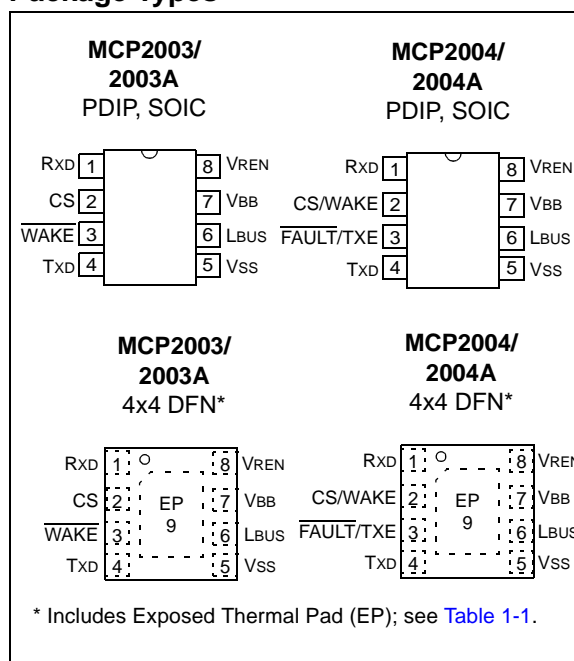 MCP2003/
2003A
PDIP, SOIC
RXD 1
CS 2
WAKE 3
TXD 4
8 VREN
7 VBB
6 LBUS
5 VSS
MCP2004/
2004A
PDIP, SOIC
RXD 1
CS/WAKE 2
FAULT/TXE 3
TXD 4
8 VREN
7 VBB
6 LBUS
5 VSS
MCP2003/
2003A
4x4 DFN*
RXD 1
CS 2
WAKE 3
TXD 4
EP
9
8 VREN
7 VBB
6 LBUS
5 VSS
MCP2004/
2004A
4x4 DFN*
RXD 1
CS/WAKE 2
FAULT/TXE 3
TXD 4
EP
9
8 VREN
7 VBB
6 LBUS
5 VSS
* Includes Exposed Thermal Pad (EP); see Table 1-1.